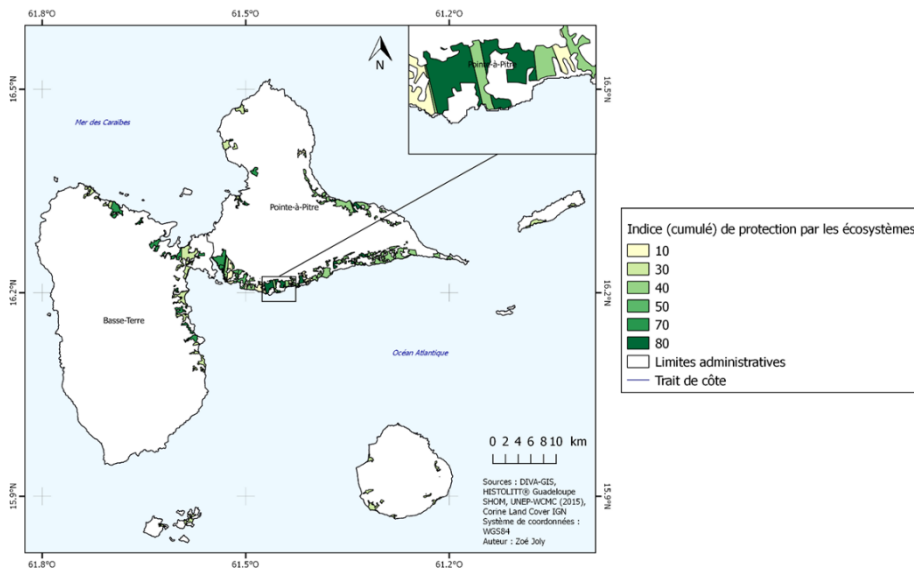 61.8°O
61.5°O
61.2°O
N
Pointe-à-Pitre
16.5°N
16.5°N
Mer des Caraïbes
Pointe-à-Pitre
16.2°N
16.2°N
Basse-Terre
Océan Atlantique
0 2 4 6 8 10 km
Sources : DIVA-GIS,
HISTOLITT® Guadeloupe
SHOM, UNEP-WCMC (2015),
Corine Land Cover IGN
Système de coordonnées :
WGS84
Auteur : Zoé Joly
15.9°N
15.9°N
61.8°O
61.5°O
61.2°O
Indice (cumulé) de protection par les écosystèmes
10
30
40
50
70
80
Limites administratives
Trait de côte